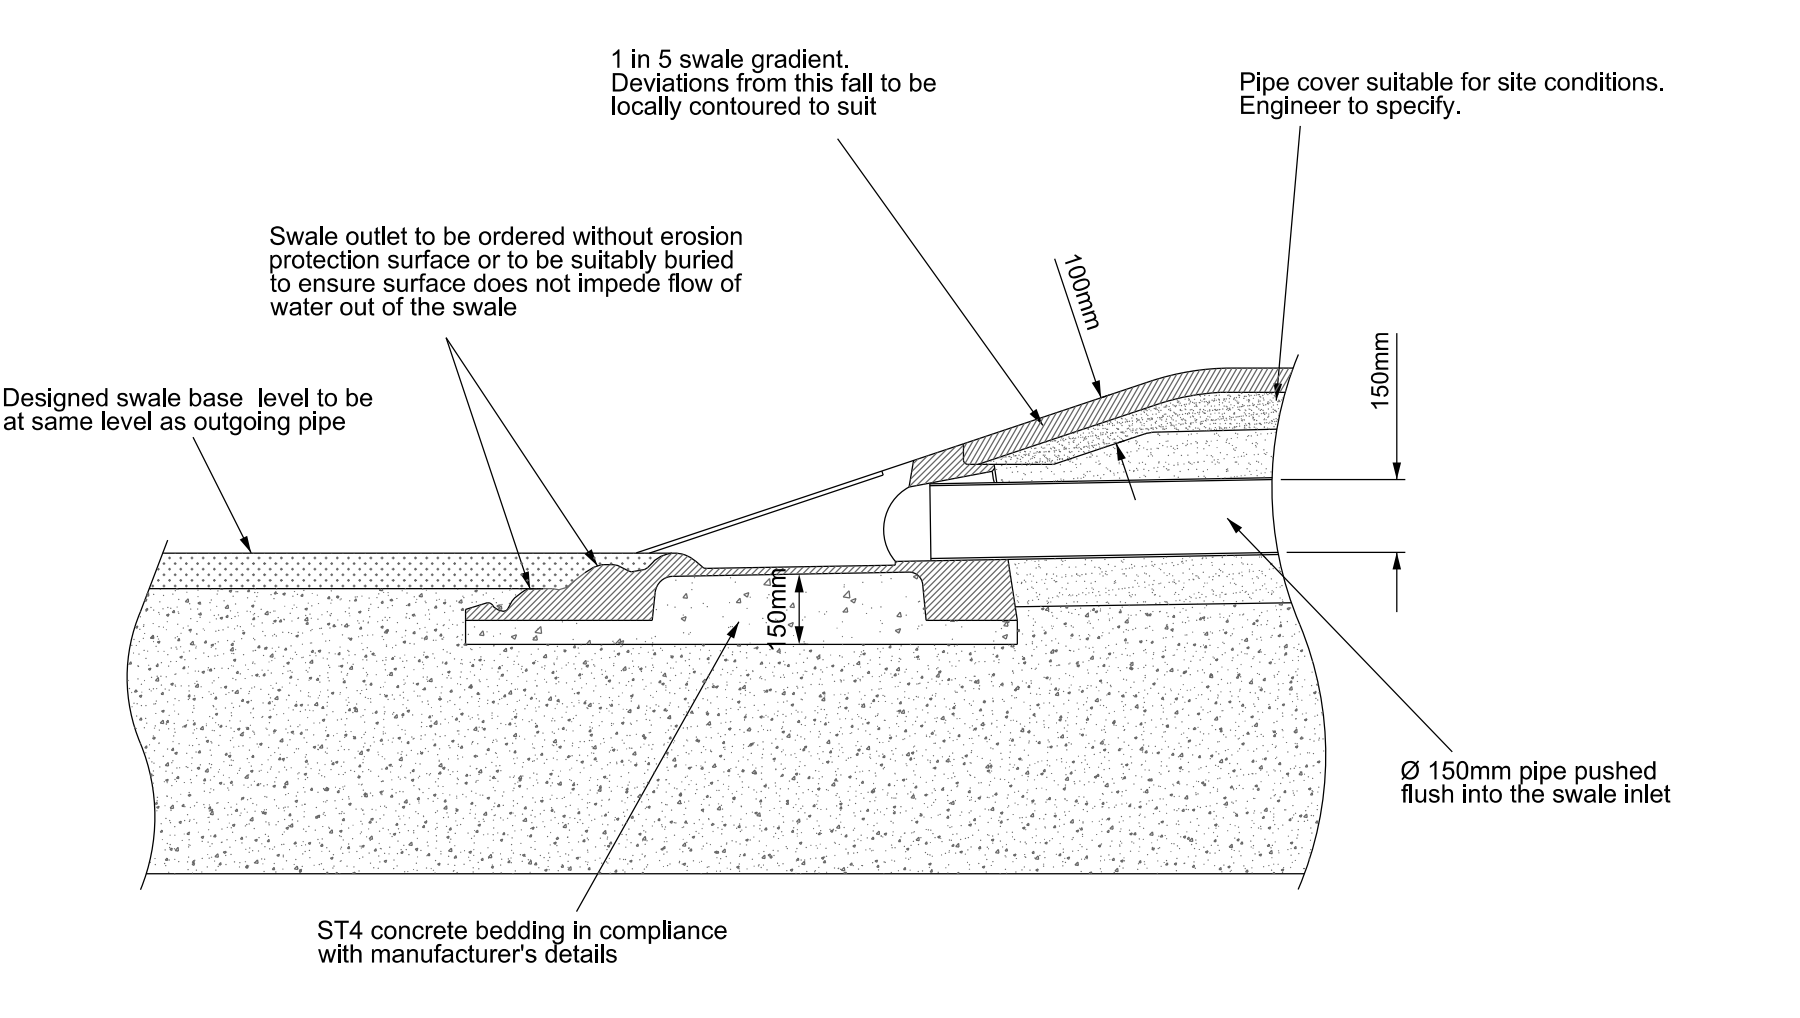 1 in 5 swale gradient.
Deviations from this fall to be
locally contoured to suit
Pipe cover suitable for site conditions.
Engineer to specify.
Swale outlet to be ordered without erosion
protection surface or to be suitably buried
to ensure surface does not impede flow of
water out of the swale
100mm
150mm
Designed swale base  level to be
at same level as outgoing pipe
150mm
Ø 150mm pipe pushed
flush into the swale inlet
ST4 concrete bedding in compliance
with manufacturer's details